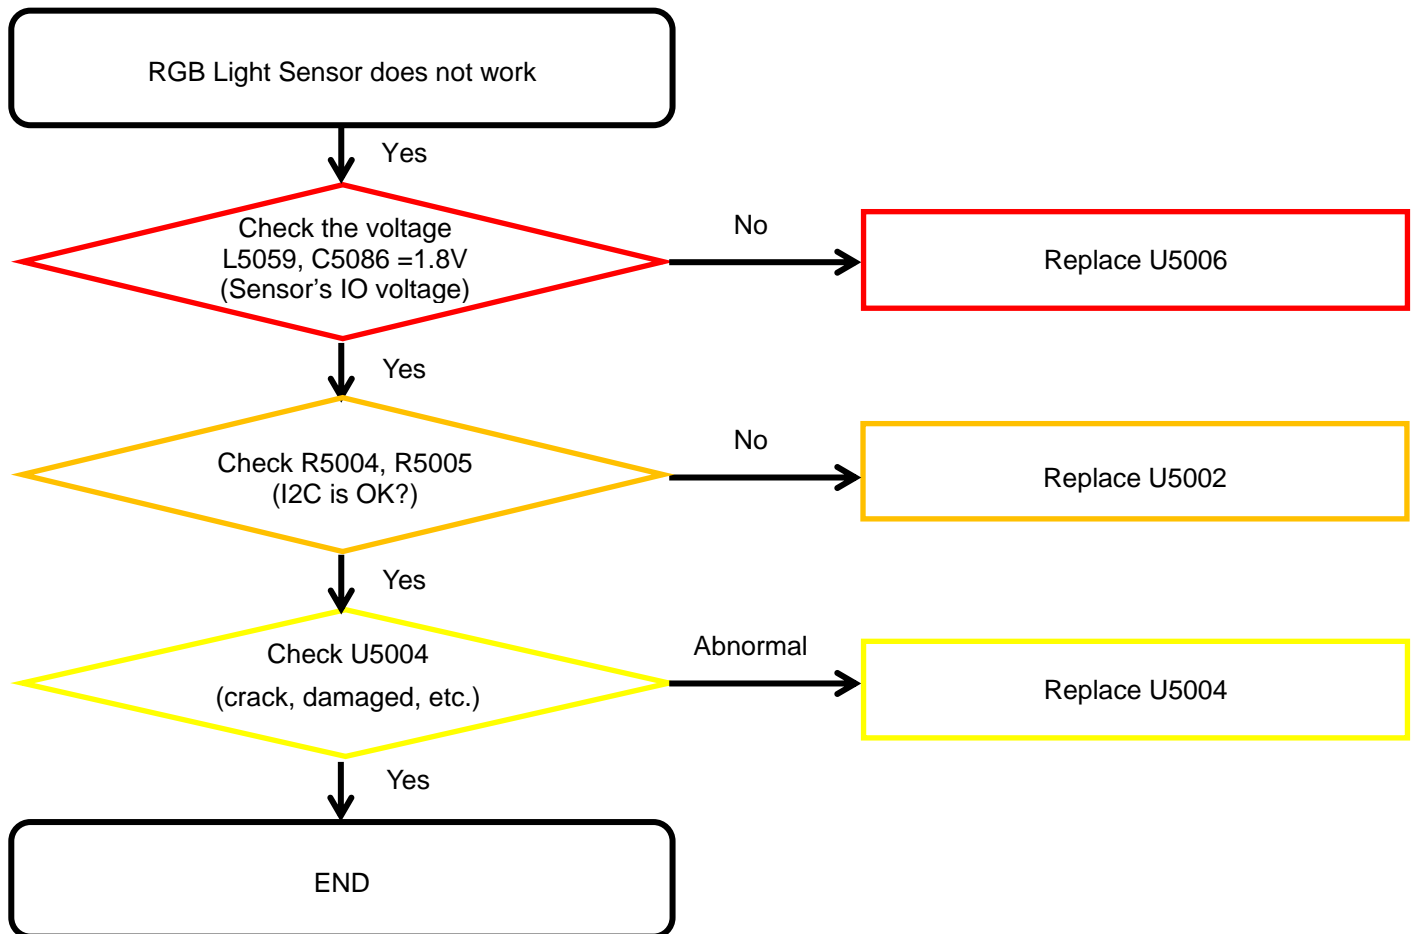 RGB Light Sensor does not work
Yes
Check the voltage
L5059, C5086 =1.8V
(Sensor's IO voltage)
No
Replace U5006
Yes
Check R5004, R5005
(I2C is OK?)
No
Replace U5002
Yes
Check U5004
(crack, damaged, etc.)
Abnormal
Replace U5004
Yes
END